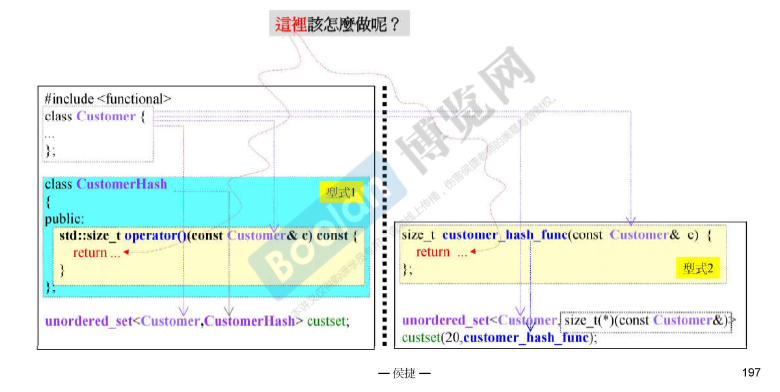 這裡該怎麼做呢？
#include <functional>
class Customer {
...
};
class CustomerHash
型式1
{
public:
std::size_t operator()(const Customer& c) const {
return ...
}
};
unordered_set<Customer,CustomerHash> custset;
size_t customer_hash_func(const Customer& c) {
return ...
};
型式2
unordered_set<Customer, size_t(*)(const Customer&)>
custset(20,customer_hash_func);
Boolan
博览网
— 侯捷 —
197